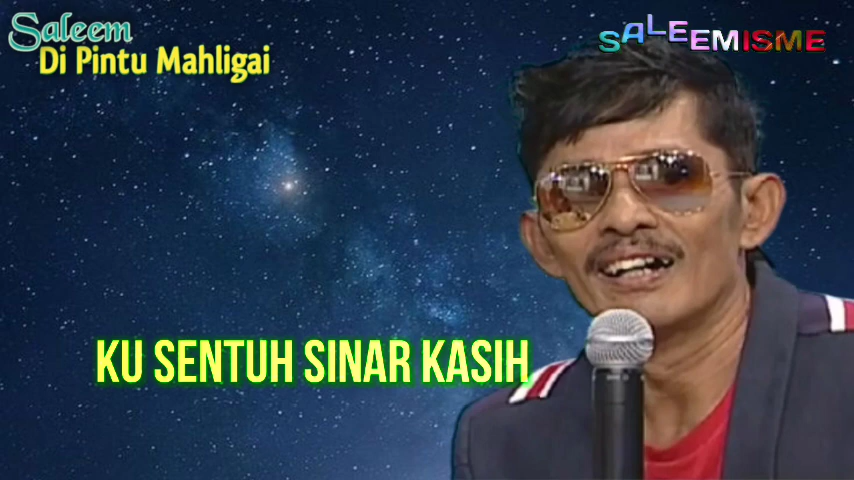 Saleem
Di Pintu Mahligai
SALEEMISME
KU SENTUH SINAR KASIH